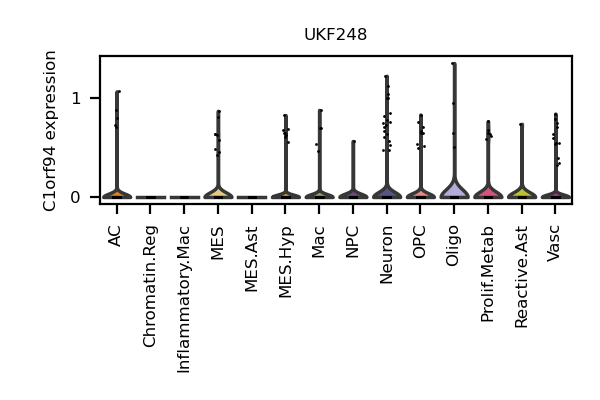 UKF248
C1orf94 expression
1
0
AC
Chromatin.Reg
Inflammatory.Mac
MES
MES.Ast
MES.Hyp
Mac
NPC
Neuron
OPC
Oligo
Prolif.Metab
Reactive.Ast
Vasc